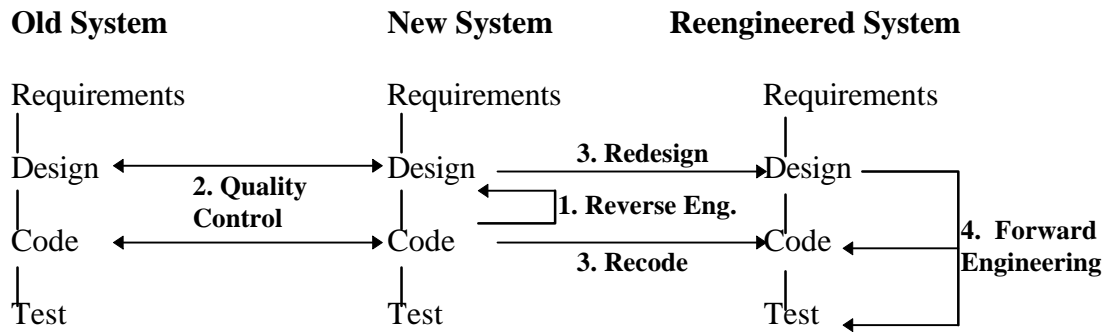 Old System New System Reengineered System
Requirements Requirements Requirements
3. Redesign
Design Design Design
2. Quality
Control
1. Reverse Eng.
Code Code Code
4. Forward
Engineering
3. Recode
Test Test Test